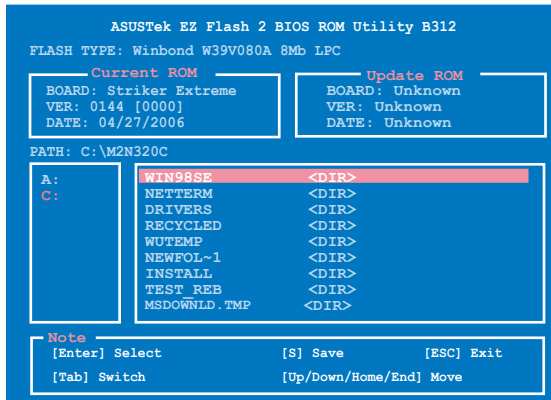 ASUSTek EZ Flash 2 BIOS ROM Utility B312
FLASH TYPE: Winbond W39V080A 8Mb LPC
Current ROM
BOARD: Striker Extreme
VER: 0144 [0000]
DATE: 04/27/2006
Update ROM
BOARD: Unknown
VER: Unknown
DATE: Unknown
PATH: C:\M2N320C
A:
C:
WIN98SE <DIR>
NETTERM <DIR>
DRIVERS <DIR>
RECYCLED <DIR>
WUTEMP <DIR>
NEWFOL~1 <DIR>
INSTALL <DIR>
TEST_REB <DIR>
MSDOWNLD.TMP <DIR>
Note
[Enter] Select [S] Save [ESC] Exit
[Tab] Switch [Up/Down/Home/End] Move